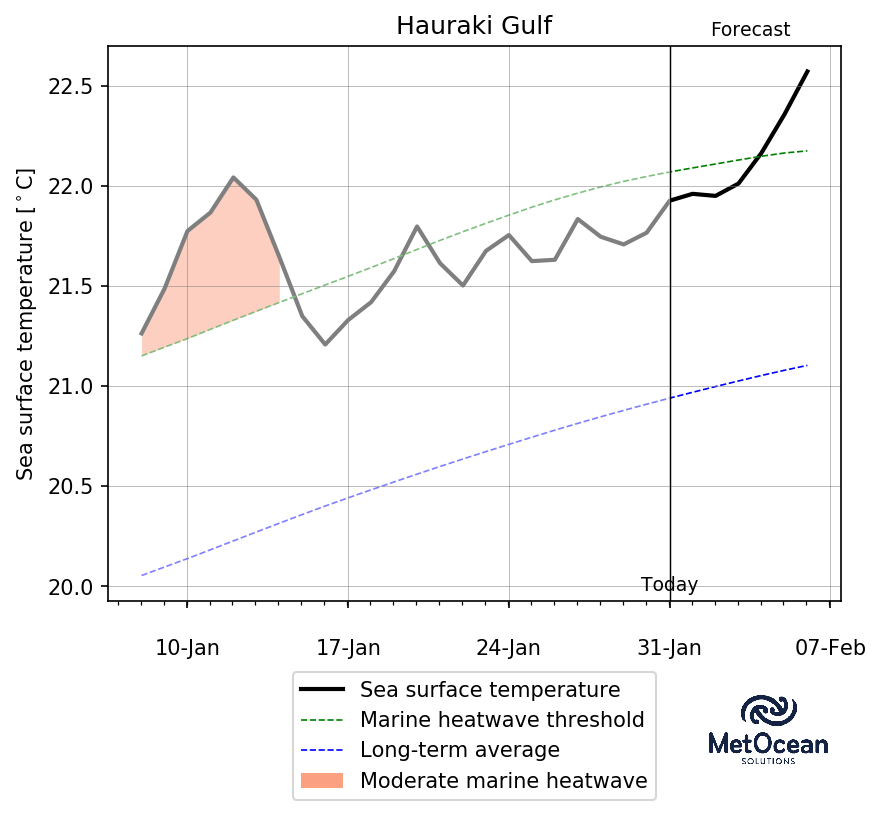 Hauraki Gulf
Forecast
Sea surface temperature [°C]
22.5
22.0
21.5
21.0
20.5
20.0
Today
10-Jan 17-Jan 24-Jan 31-Jan 07-Feb
Sea surface temperature
Marine heatwave threshold
Long-term average
Moderate marine heatwave
MetOcean
SOLUTIONS